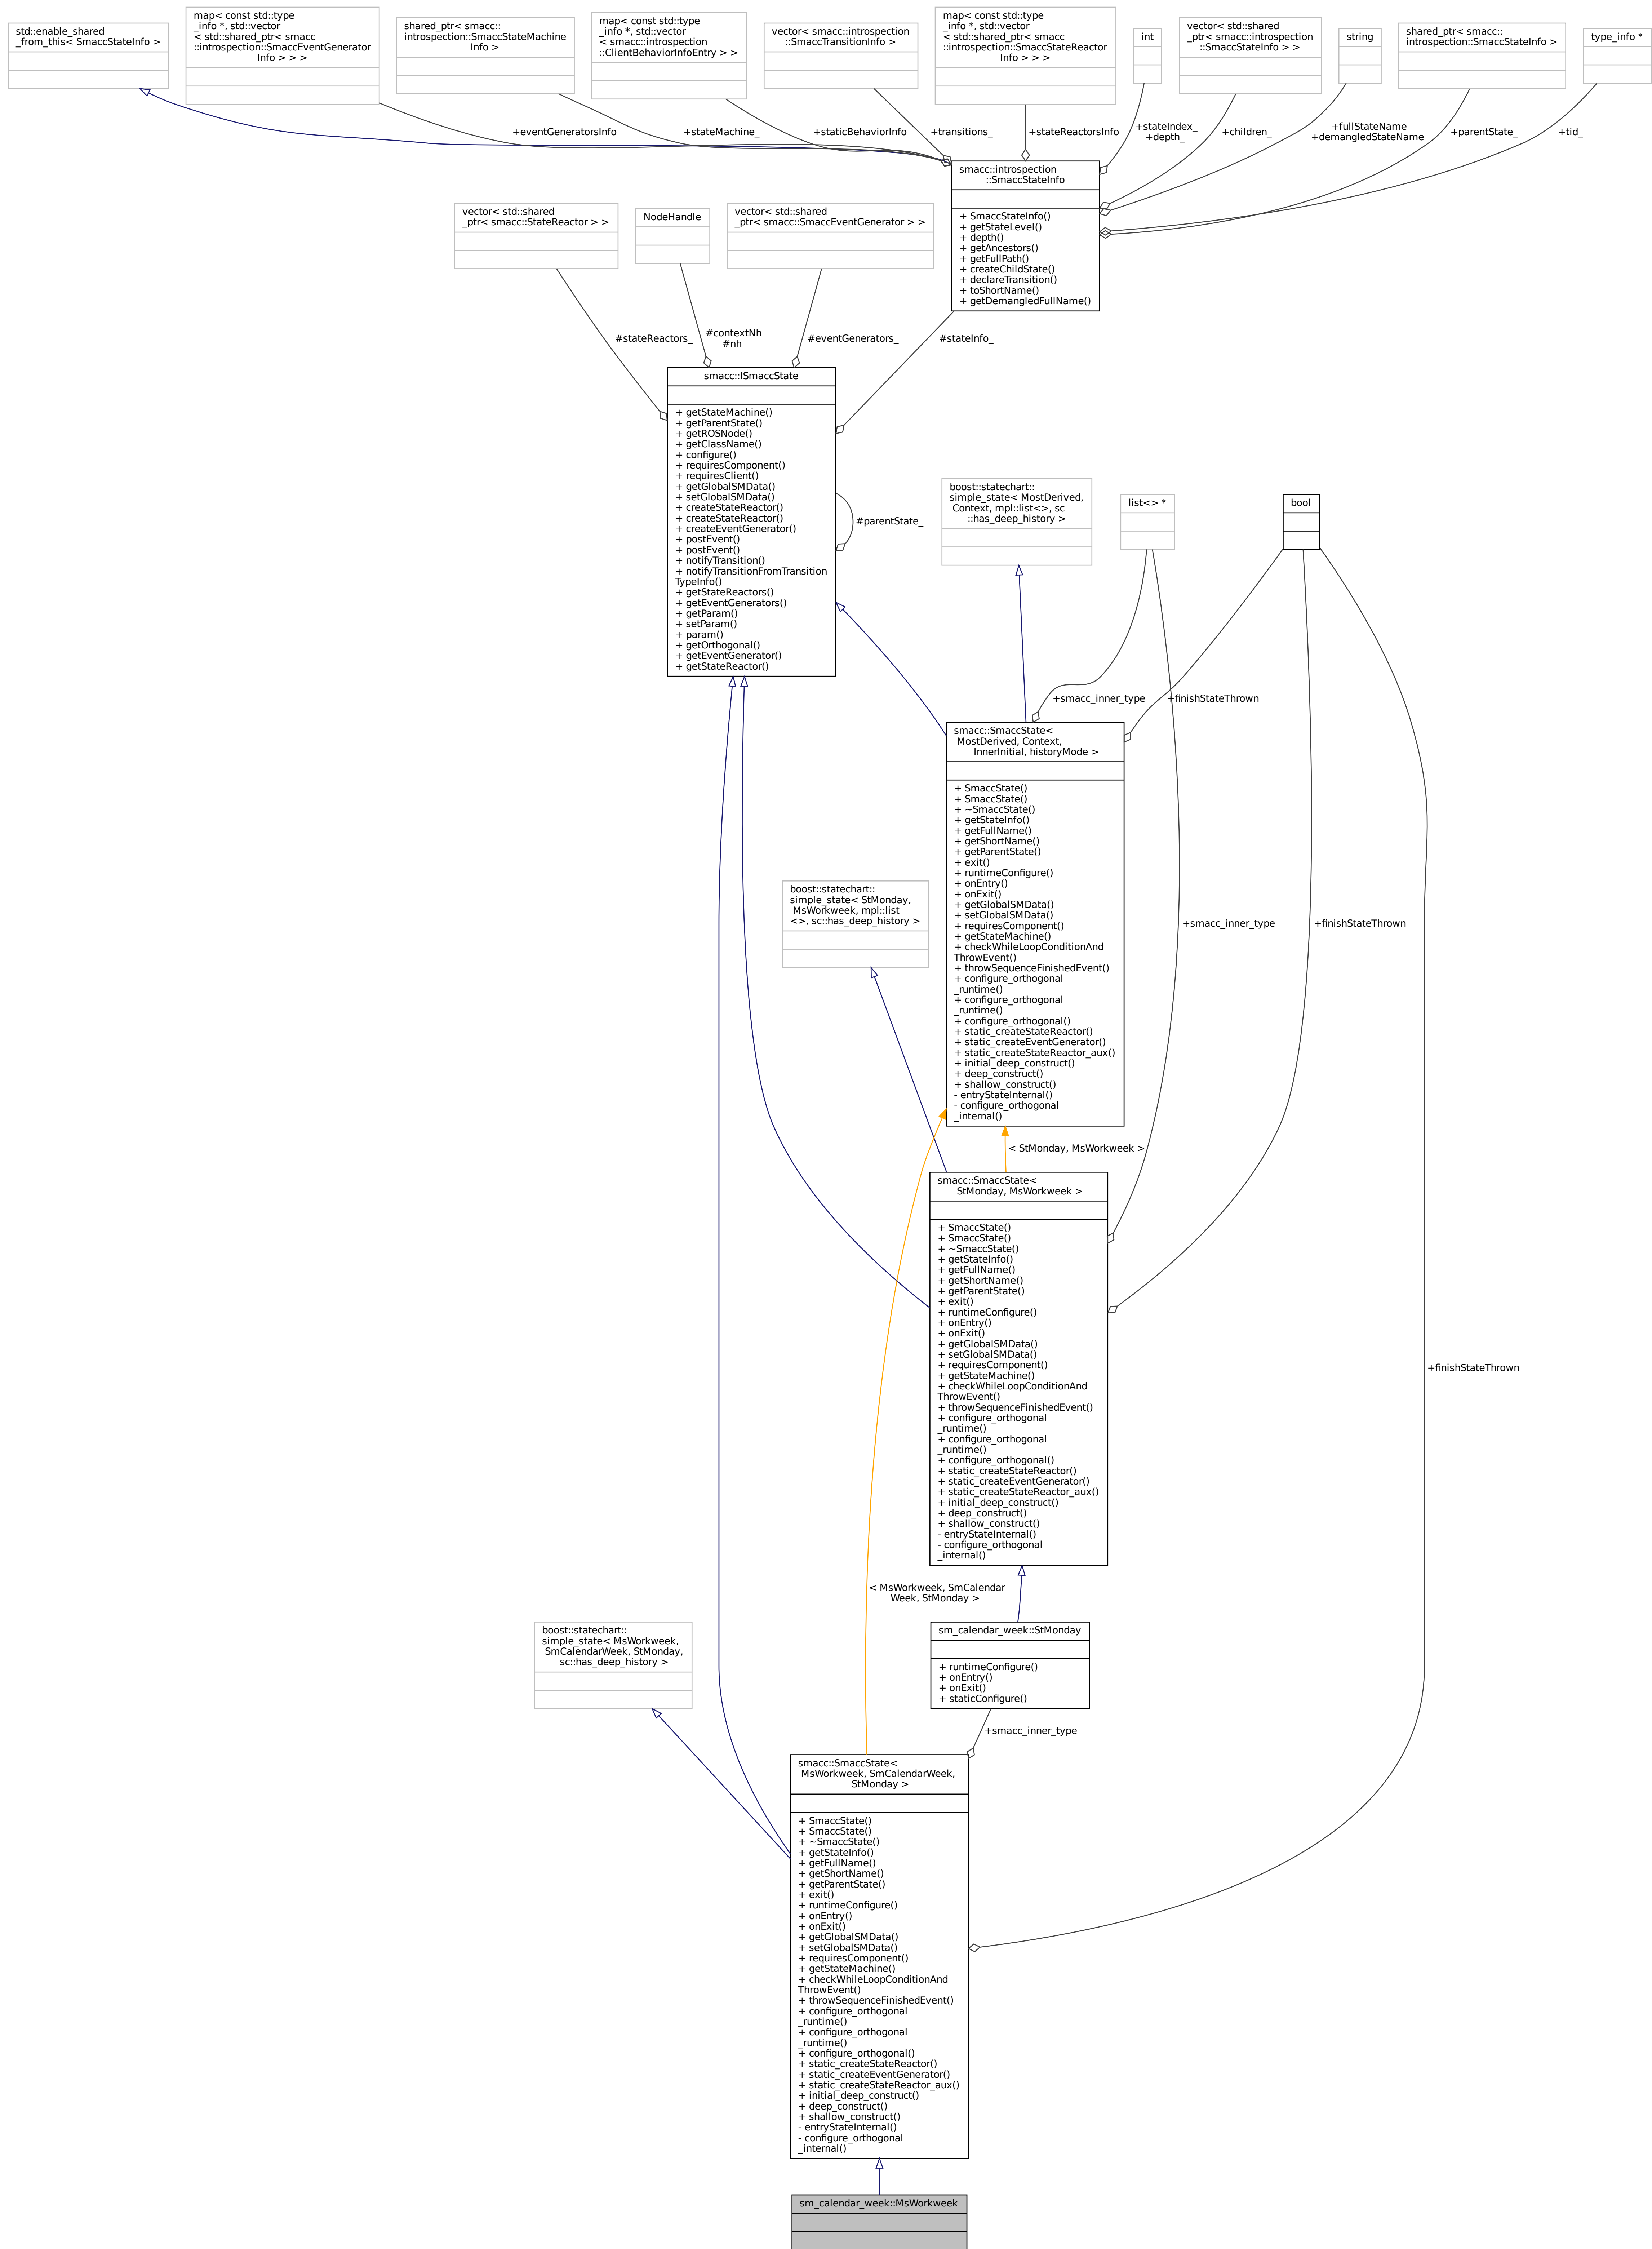 std::enable_shared
_from_this< SmaccStateInfo >
map< const std::type
_info *, std::vector
< std::shared_ptr< smacc
::introspection::SmaccEventGenerator
Info > > >
shared_ptr< smacc::
introspection::SmaccStateMachine
Info >
map< const std::type
_info *, std::vector
< smacc::introspection
::ClientBehaviorInfoEntry > >
vector< smacc::introspection
::SmaccTransitionInfo >
map< const std::type
_info *, std::vector
< std::shared_ptr< smacc
::introspection::SmaccStateReactor
Info > > >
int
vector< std::shared
_ptr< smacc::introspection
::SmaccStateInfo > >
string
shared_ptr< smacc::
introspection::SmaccStateInfo >
type_info *
+eventGeneratorsInfo
+stateMachine_
+staticBehaviorInfo
+transitions_
+stateReactorsInfo
+stateIndex_
+depth_
+children_
+fullStateName
+demangledStateName
+parentState_
+tid_
smacc::introspection
::SmaccStateInfo
+ SmaccStateInfo()
+ getStateLevel()
+ depth()
+ getAncestors()
+ getFullPath()
+ createChildState()
+ declareTransition()
+ toShortName()
+ getDemangledFullName()
vector< std::shared
_ptr< smacc::StateReactor > >
NodeHandle
vector< std::shared
_ptr< smacc::SmaccEventGenerator > >
#stateReactors_
#contextNh
#nh
#eventGenerators_
#stateInfo_
smacc::ISmaccState
+ getStateMachine()
+ getParentState()
+ getROSNode()
+ getClassName()
+ configure()
+ requiresComponent()
+ requiresClient()
+ getGlobalSMData()
+ setGlobalSMData()
+ createStateReactor()
+ createStateReactor()
+ createEventGenerator()
+ postEvent()
+ postEvent()
+ notifyTransition()
+ notifyTransitionFromTransition
TypeInfo()
+ getStateReactors()
+ getEventGenerators()
+ getParam()
+ setParam()
+ param()
+ getOrthogonal()
+ getEventGenerator()
+ getStateReactor()
#parentState_
boost::statechart::
simple_state< MostDerived,
Context, mpl::list<>, sc
::has_deep_history >
list<> *
bool
+smacc_inner_type
+finishStateThrown
smacc::SmaccState<
MostDerived, Context,
InnerInitial, historyMode >
+ SmaccState()
+ SmaccState()
+ ~SmaccState()
+ getStateInfo()
+ getFullName()
+ getShortName()
+ getParentState()
+ exit()
+ runtimeConfigure()
+ onEntry()
+ onExit()
+ getGlobalSMData()
+ setGlobalSMData()
+ requiresComponent()
+ getStateMachine()
+ checkWhileLoopConditionAnd
ThrowEvent()
+ throwSequenceFinishedEvent()
+ configure_orthogonal
_runtime()
+ configure_orthogonal
_runtime()
+ configure_orthogonal()
+ static_createStateReactor()
+ static_createEventGenerator()
+ static_createStateReactor_aux()
+ initial_deep_construct()
+ deep_construct()
+ shallow_construct()
- entryStateInternal()
- configure_orthogonal
_internal()
boost::statechart::
simple_state< StMonday,
MsWorkweek, mpl::list
<>, sc::has_deep_history >
+smacc_inner_type
+finishStateThrown
< StMonday, MsWorkweek >
smacc::SmaccState<
StMonday, MsWorkweek >
+ SmaccState()
+ SmaccState()
+ ~SmaccState()
+ getStateInfo()
+ getFullName()
+ getShortName()
+ getParentState()
+ exit()
+ runtimeConfigure()
+ onEntry()
+ onExit()
+ getGlobalSMData()
+ setGlobalSMData()
+ requiresComponent()
+ getStateMachine()
+ checkWhileLoopConditionAnd
ThrowEvent()
+ throwSequenceFinishedEvent()
+ configure_orthogonal
_runtime()
+ configure_orthogonal
_runtime()
+ configure_orthogonal()
+ static_createStateReactor()
+ static_createEventGenerator()
+ static_createStateReactor_aux()
+ initial_deep_construct()
+ deep_construct()
+ shallow_construct()
- entryStateInternal()
- configure_orthogonal
_internal()
+finishStateThrown
< MsWorkweek, SmCalendar
Week, StMonday >
boost::statechart::
simple_state< MsWorkweek,
SmCalendarWeek, StMonday,
sc::has_deep_history >
sm_calendar_week::StMonday
+ runtimeConfigure()
+ onEntry()
+ onExit()
+ staticConfigure()
+smacc_inner_type
smacc::SmaccState<
MsWorkweek, SmCalendarWeek,
StMonday >
+ SmaccState()
+ SmaccState()
+ ~SmaccState()
+ getStateInfo()
+ getFullName()
+ getShortName()
+ getParentState()
+ exit()
+ runtimeConfigure()
+ onEntry()
+ onExit()
+ getGlobalSMData()
+ setGlobalSMData()
+ requiresComponent()
+ getStateMachine()
+ checkWhileLoopConditionAnd
ThrowEvent()
+ throwSequenceFinishedEvent()
+ configure_orthogonal
_runtime()
+ configure_orthogonal
_runtime()
+ configure_orthogonal()
+ static_createStateReactor()
+ static_createEventGenerator()
+ static_createStateReactor_aux()
+ initial_deep_construct()
+ deep_construct()
+ shallow_construct()
- entryStateInternal()
- configure_orthogonal
_internal()
sm_calendar_week::MsWorkweek